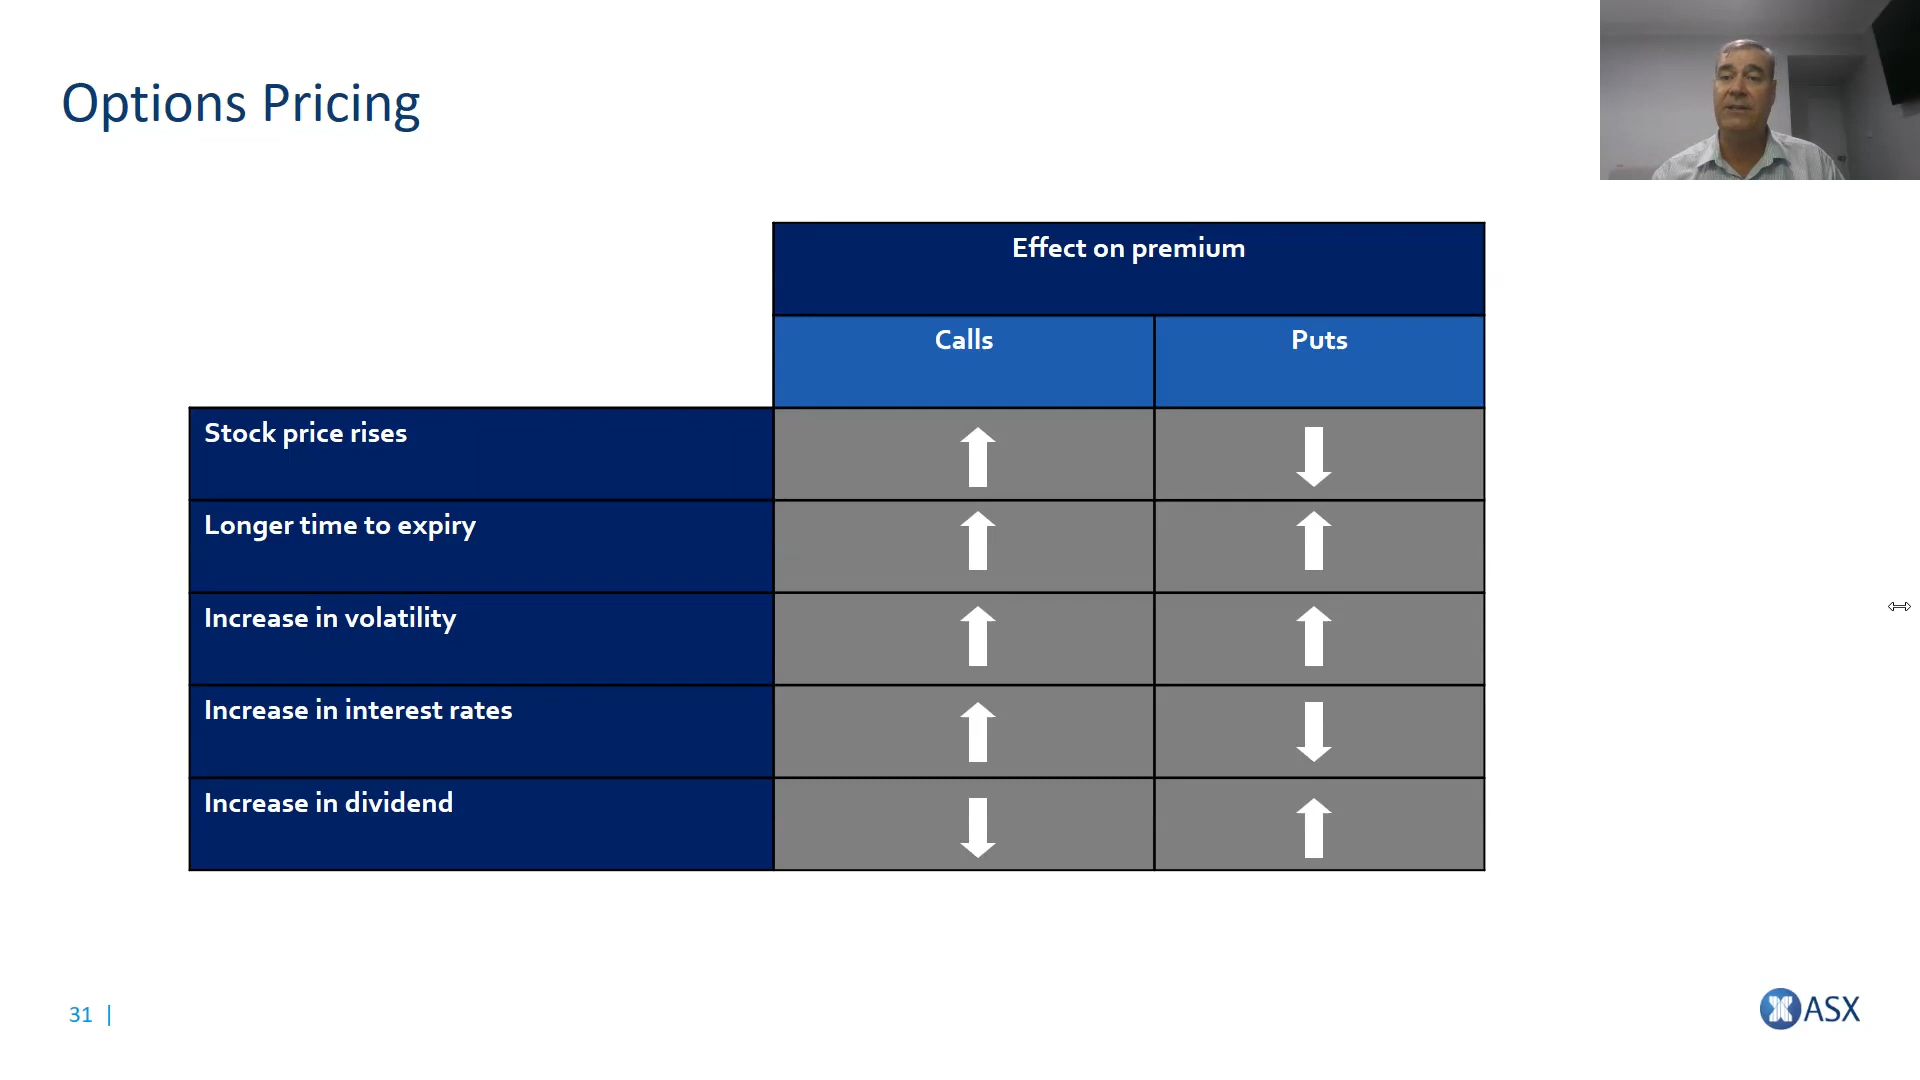 Options Pricing
Effect on premium
Calls
Puts
Stock price rises
Longer time to expiry
Increase in volatility
Increase in interest rates
Increase in dividend
31 |
ASX